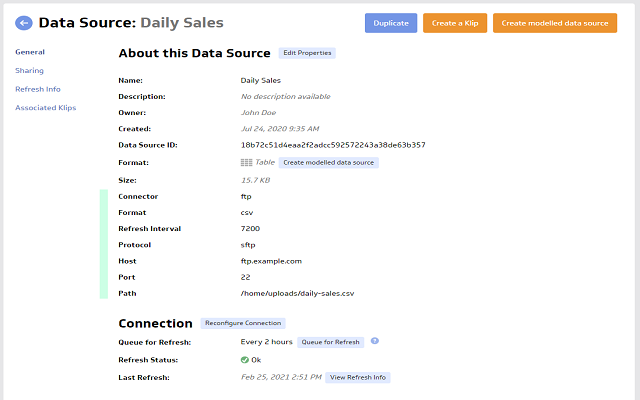 Data Source: Daily Sales
Duplicate
Create a Klip
Create modelled data source
General
Sharing
Refresh Info
Associated Klips
About this Data Source Edit Properties
Name: Daily Sales
Description: No description available
Owner: John Doe
Created: Jul 24, 2020 9:35 AM
Data Source ID: 18b72c51d4eaa2f2adcc592572243a38de63b357
Format: Table Create modelled data source
Size: 15.7 KB
Connector ftp
Format csv
Refresh Interval 7200
Protocol sftp
Host ftp.example.com
Port 22
Path /home/uploads/daily-sales.csv
Connection Reconfigure Connection
Queue for Refresh: Every 2 hours Queue for Refresh ?
Refresh Status: Ok
Last Refresh: Feb 25, 2021 2:51 PM View Refresh Info